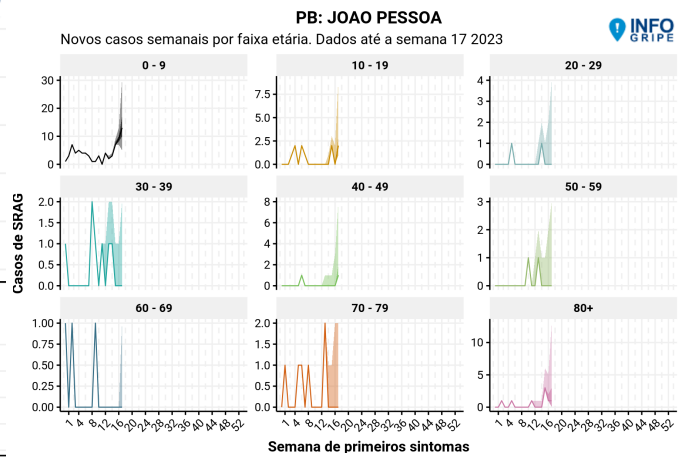 PB: JOAO PESSOA
INFO
GRIPE
Novos casos semanais por faixa etária. Dados até a semana 17 2023
0 - 9
10 - 19
20 - 29
30
20
10
0
7.5
5.0
2.5
0.0
4
3
2
1
0
Casos de SRAG
30 - 39
40 - 49
50 - 59
2.0
1.5
1.0
0.5
0.0
8
6
4
2
0
3
2
1
0
60 - 69
70 - 79
80+
1.00
0.75
0.50
0.25
0.00
2.0
1.5
1.0
0.5
0.0
10
5
0
1 4 8 12 16 20 24 28 32 36 40 44 48 52
1 4 8 12 16 20 24 28 32 36 40 44 48 52
1 4 8 12 16 20 24 28 32 36 40 44 48 52
Semana de primeiros sintomas